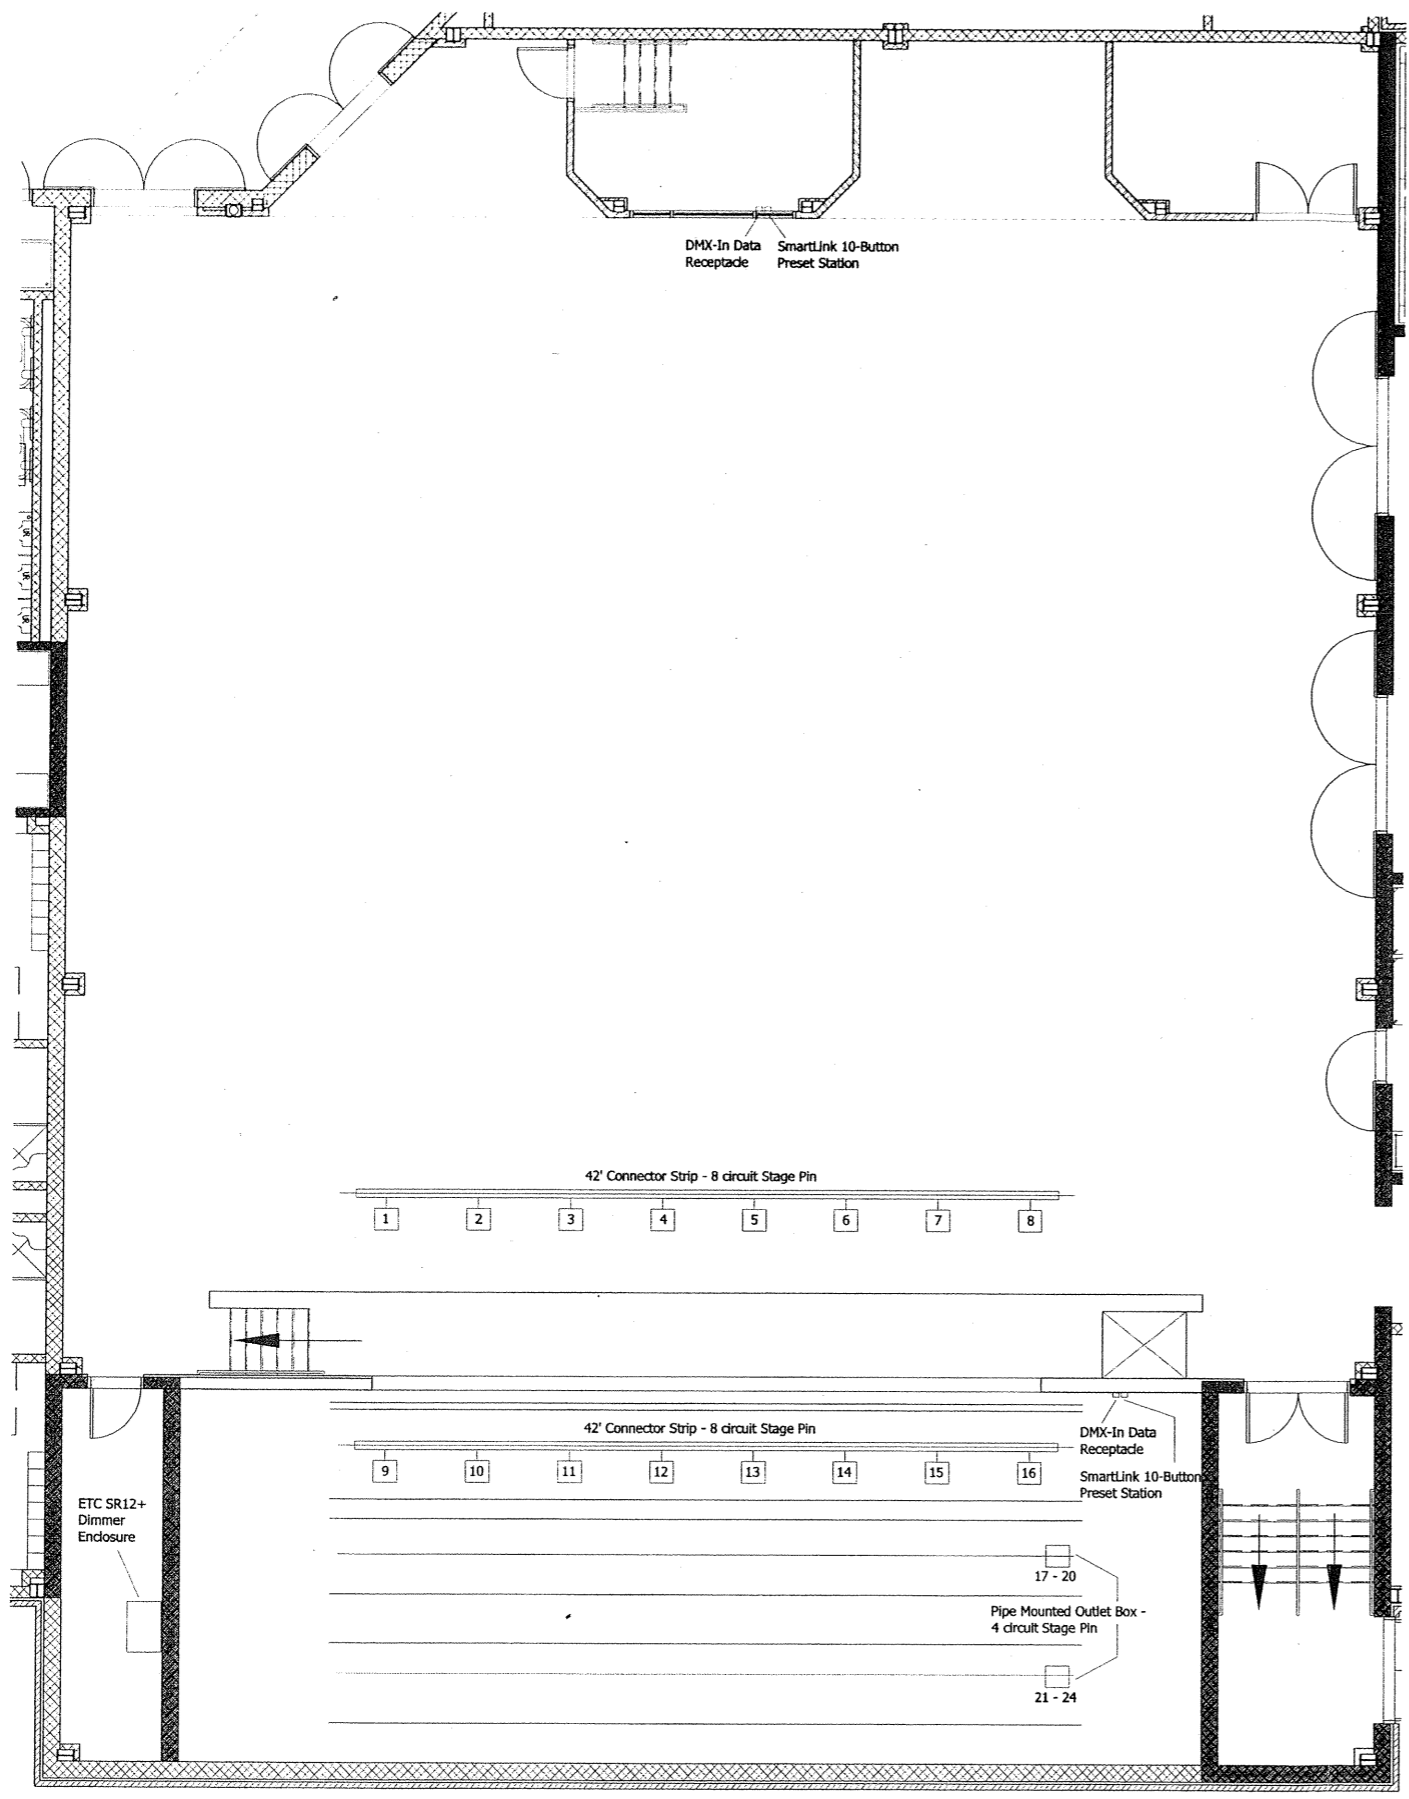 DMX-In Data
Receptacle
SmartLink 10-Button
Preset Station
42' Connector Strip - 8 circuit Stage Pin
1
2
3
4
5
6
7
8
42' Connector Strip - 8 circuit Stage Pin
9
10
11
12
13
14
15
16
DMX-In Data
Receptacle
SmartLink 10-Button
Preset Station
ETC SR12+
Dimmer
Enclosure
17 - 20
Pipe Mounted Outlet Box -
4 circuit Stage Pin
21 - 24